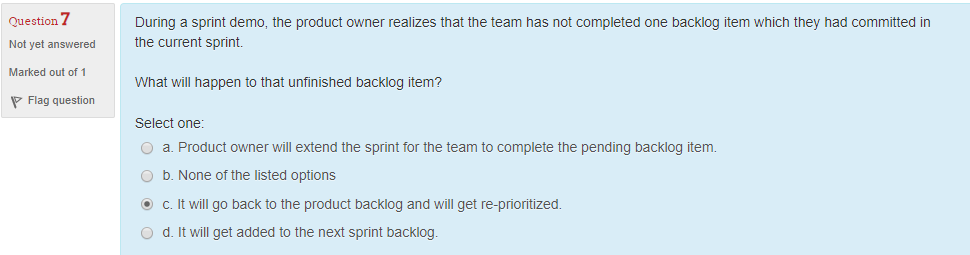 Question 7
Not yet answered
Marked out of 1
Flag question
During a sprint demo, the product owner realizes that the team has not completed one backlog item which they had committed in
the current sprint.
What will happen to that unfinished backlog item?
Select one:
a. Product owner will extend the sprint for the team to complete the pending backlog item.
b. None of the listed options
c. It will go back to the product backlog and will get re-prioritized.
d. It will get added to the next sprint backlog.